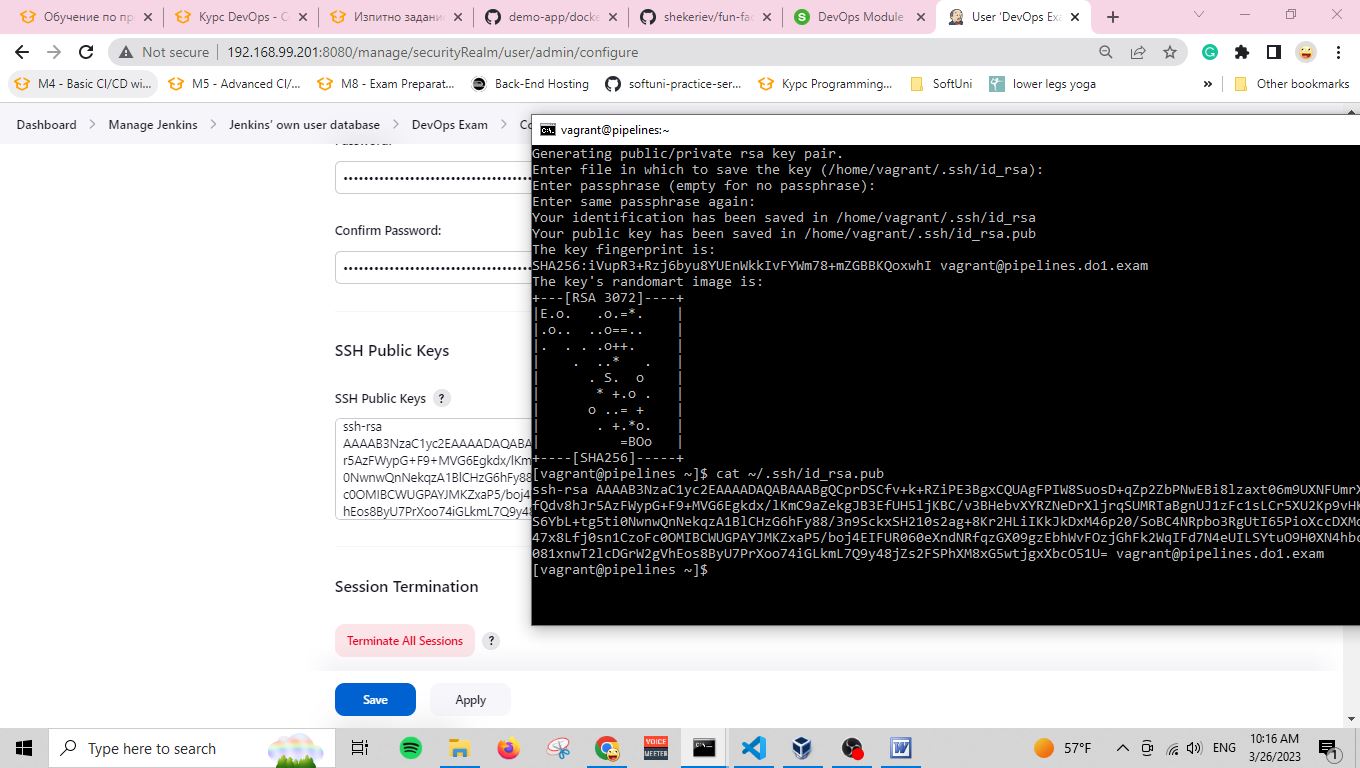 Обучение по пр
Курс DevOps - С
Изпитно задани
demo-app/docke
shekeriev/fun-fac
DevOps Module
User 'DevOps Exa
Not secure
192.168.99.201:8080/manage/securityRealm/user/admin/configure
M4 - Basic CI/CD wi...
M5 - Advanced CI/...
M8 - Exam Preparat...
Back-End Hosting
softuni-practice-ser...
Курс Programming...
SoftUni
lower legs yoga
»
Other bookmarks
Dashboard
Manage Jenkins
Jenkins' own user database
DevOps Exam
Co
Confirm Password:
SSH Public Keys
SSH Public Keys ?
ssh-rsa
AAAAB3NzaC1yc2EAAAADAQABA
r5AzFWypG+F9+MVG6Egkdx/lKm
0NwnwQnNekqzA1BlCHzG6hFy88
c0OMIBCWUGPAYJMKZxaP5/boj4
hEos8ByU7PrXoo74iGLkmL7Q9y48
Session Termination
Terminate All Sessions ?
Save
Apply
vagrant@pipelines:~
Generating public/private rsa key pair.
Enter file in which to save the key (/home/vagrant/.ssh/id_rsa):
Enter passphrase (empty for no passphrase):
Enter same passphrase again:
Your identification has been saved in /home/vagrant/.ssh/id_rsa
Your public key has been saved in /home/vagrant/.ssh/id_rsa.pub
The key fingerprint is:
SHA256:iVupR3+Rzj6byu8YUEnWkkIvFYWm78+mZGBBKQoxwhI vagrant@pipelines.do1.exam
The key's randomart image is:
+---[RSA 3072]----+
|E.o.   .o.=*.    |
|.o..  ..o==..    |
|.  . . .o++.     |
|    .  ..*   .   |
|      . S.  o    |
|       * +.o .   |
|      o ..= +    |
|       . +.*o.   |
|          =BOo   |
+----[SHA256]-----+
[vagrant@pipelines ~]$ cat ~/.ssh/id_rsa.pub
ssh-rsa AAAAB3NzaC1yc2EAAAADAQABAAABgQCprDSCfv+k+RZiPE3BgxCQUAgFPIW8SuosD+qZp2ZbPNwEBi8lzaxt06m9UXNFUmrX
fQdv8hJr5AzFWypG+F9+MVG6Egkdx/lKmC9aZekgJB3EfUH5ljKBC/v3BHebvXYRZNeDrXljrqSUMRTaBgnUJ1zFc1sLCr5XU2Kp9vHK
S6YbL+tg5ti0NwnwQnNekqzA1BlCHzG6hFy88/3n9SckxSH210s2ag+8Kr2HLiIKkJkDxM46p20/SoBC4NRpbo3RgUtI65PioXccDXMc
47x8Lfj0sn1CzoFc0OMIBCWUGPAYJMKZxaP5/boj4EIFUR060eXndNRfqzGX09gzEbhWvFOzjGhFk2WqIFd7N4eUILSYtuO9H0XN4hbc
081xnwT2lcDGrW2gVhEos8ByU7PrXoo74iGLkmL7Q9y48jZs2FSPhXM8xG5wtjgxXbcO51U= vagrant@pipelines.do1.exam
[vagrant@pipelines ~]$
Type here to search
VOICE
MEETER
57°F
ENG
10:16 AM
3/26/2023
1